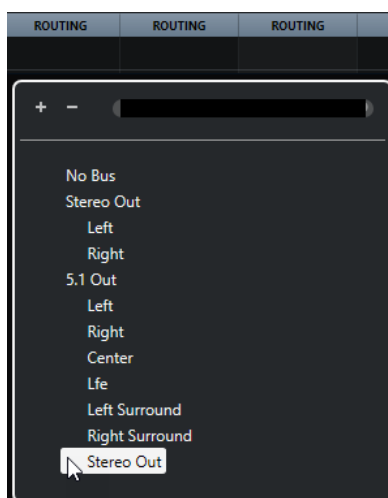 ROUTING ROUTING ROUTING
+ −
No Bus
Stereo Out
Left
Right
5.1 Out
Left
Right
Center
Lfe
Left Surround
Right Surround
Stereo Out